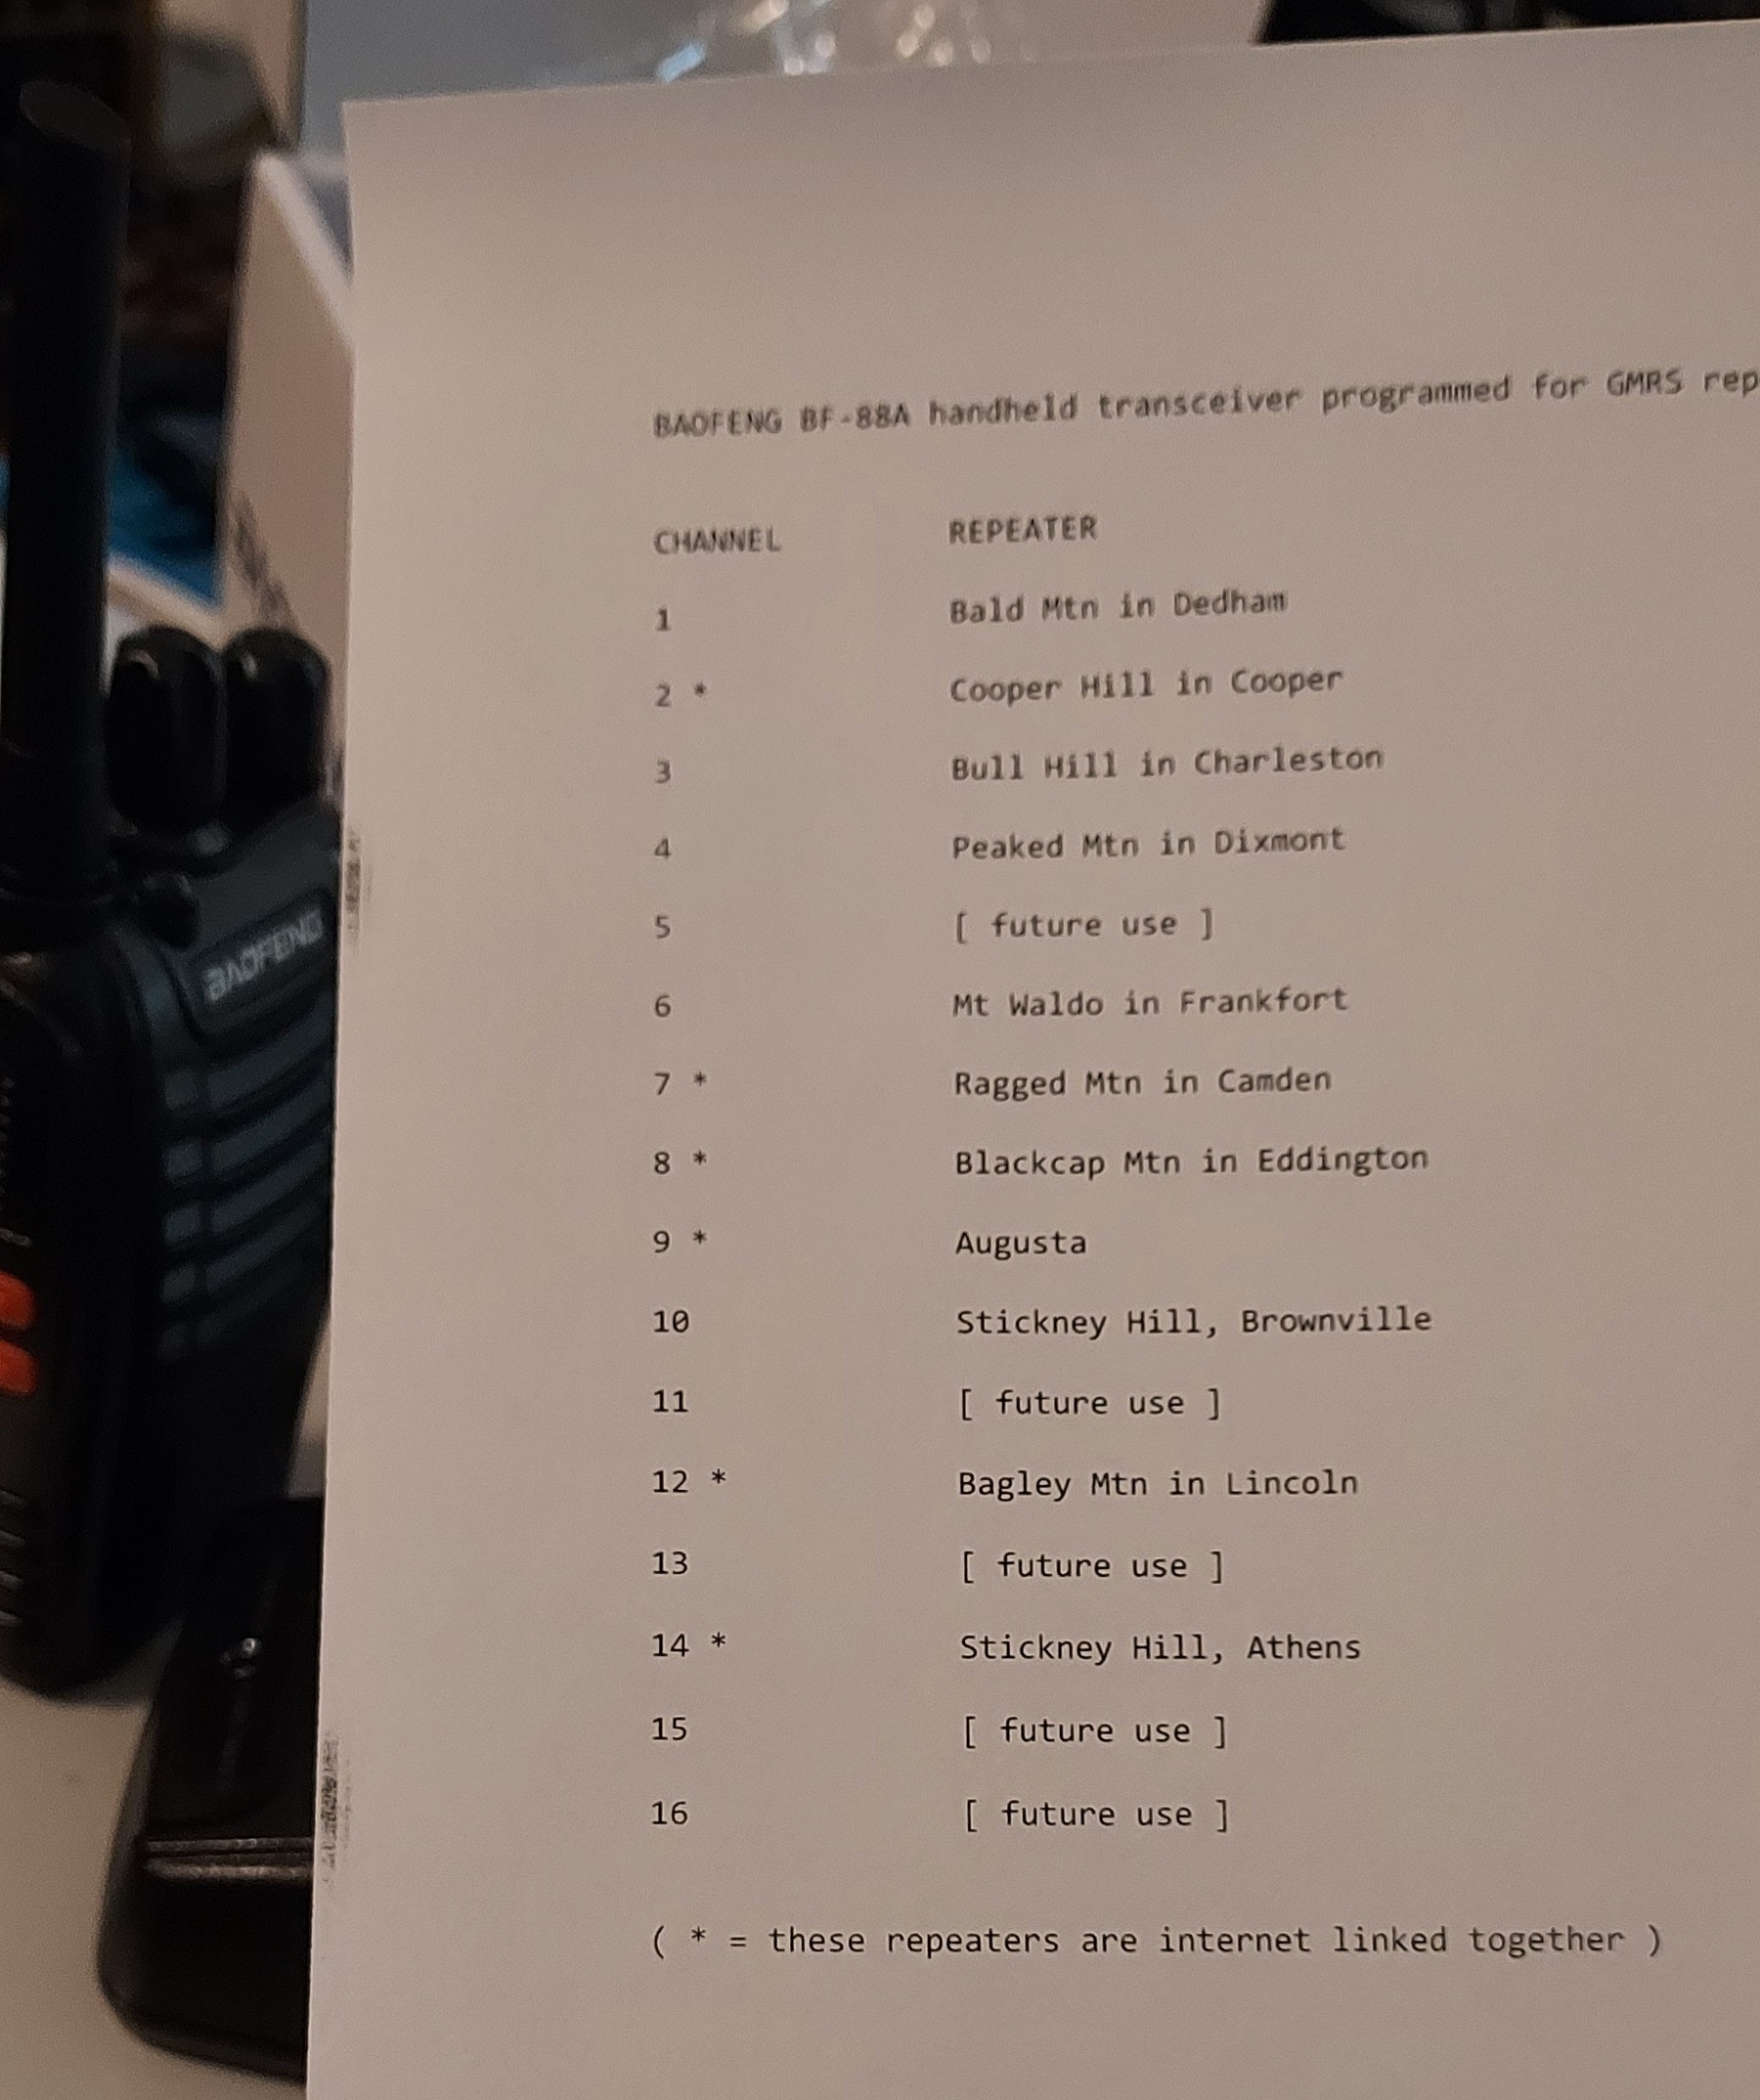 BAOFENG BF-88A handheld transceiver programmed for GMRS rep
CHANNEL REPEATER
1 Bald Mtn in Dedham
2 * Cooper Hill in Cooper
3 Bull Hill in Charleston
4 Peaked Mtn in Dixmont
5 [ future use ]
6 Mt Waldo in Frankfort
7 * Ragged Mtn in Camden
8 * Blackcap Mtn in Eddington
9 * Augusta
10 Stickney Hill, Brownville
11 [ future use ]
12 * Bagley Mtn in Lincoln
13 [ future use ]
14 * Stickney Hill, Athens
15 [ future use ]
16 [ future use ]
( * = these repeaters are internet linked together )
BAOFENG